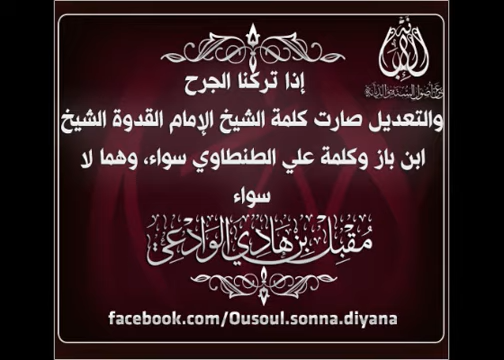 إذا تركنا الجرح
والتعديل صارت كلمة الشيخ الإمام القدوة الشيخ
ابن باز وكلمة علي الطنطاوي سواء، وهما لا
سواء
مقبل بن هادي الوادعي
facebook.com/Ousoul.sonna.diyana